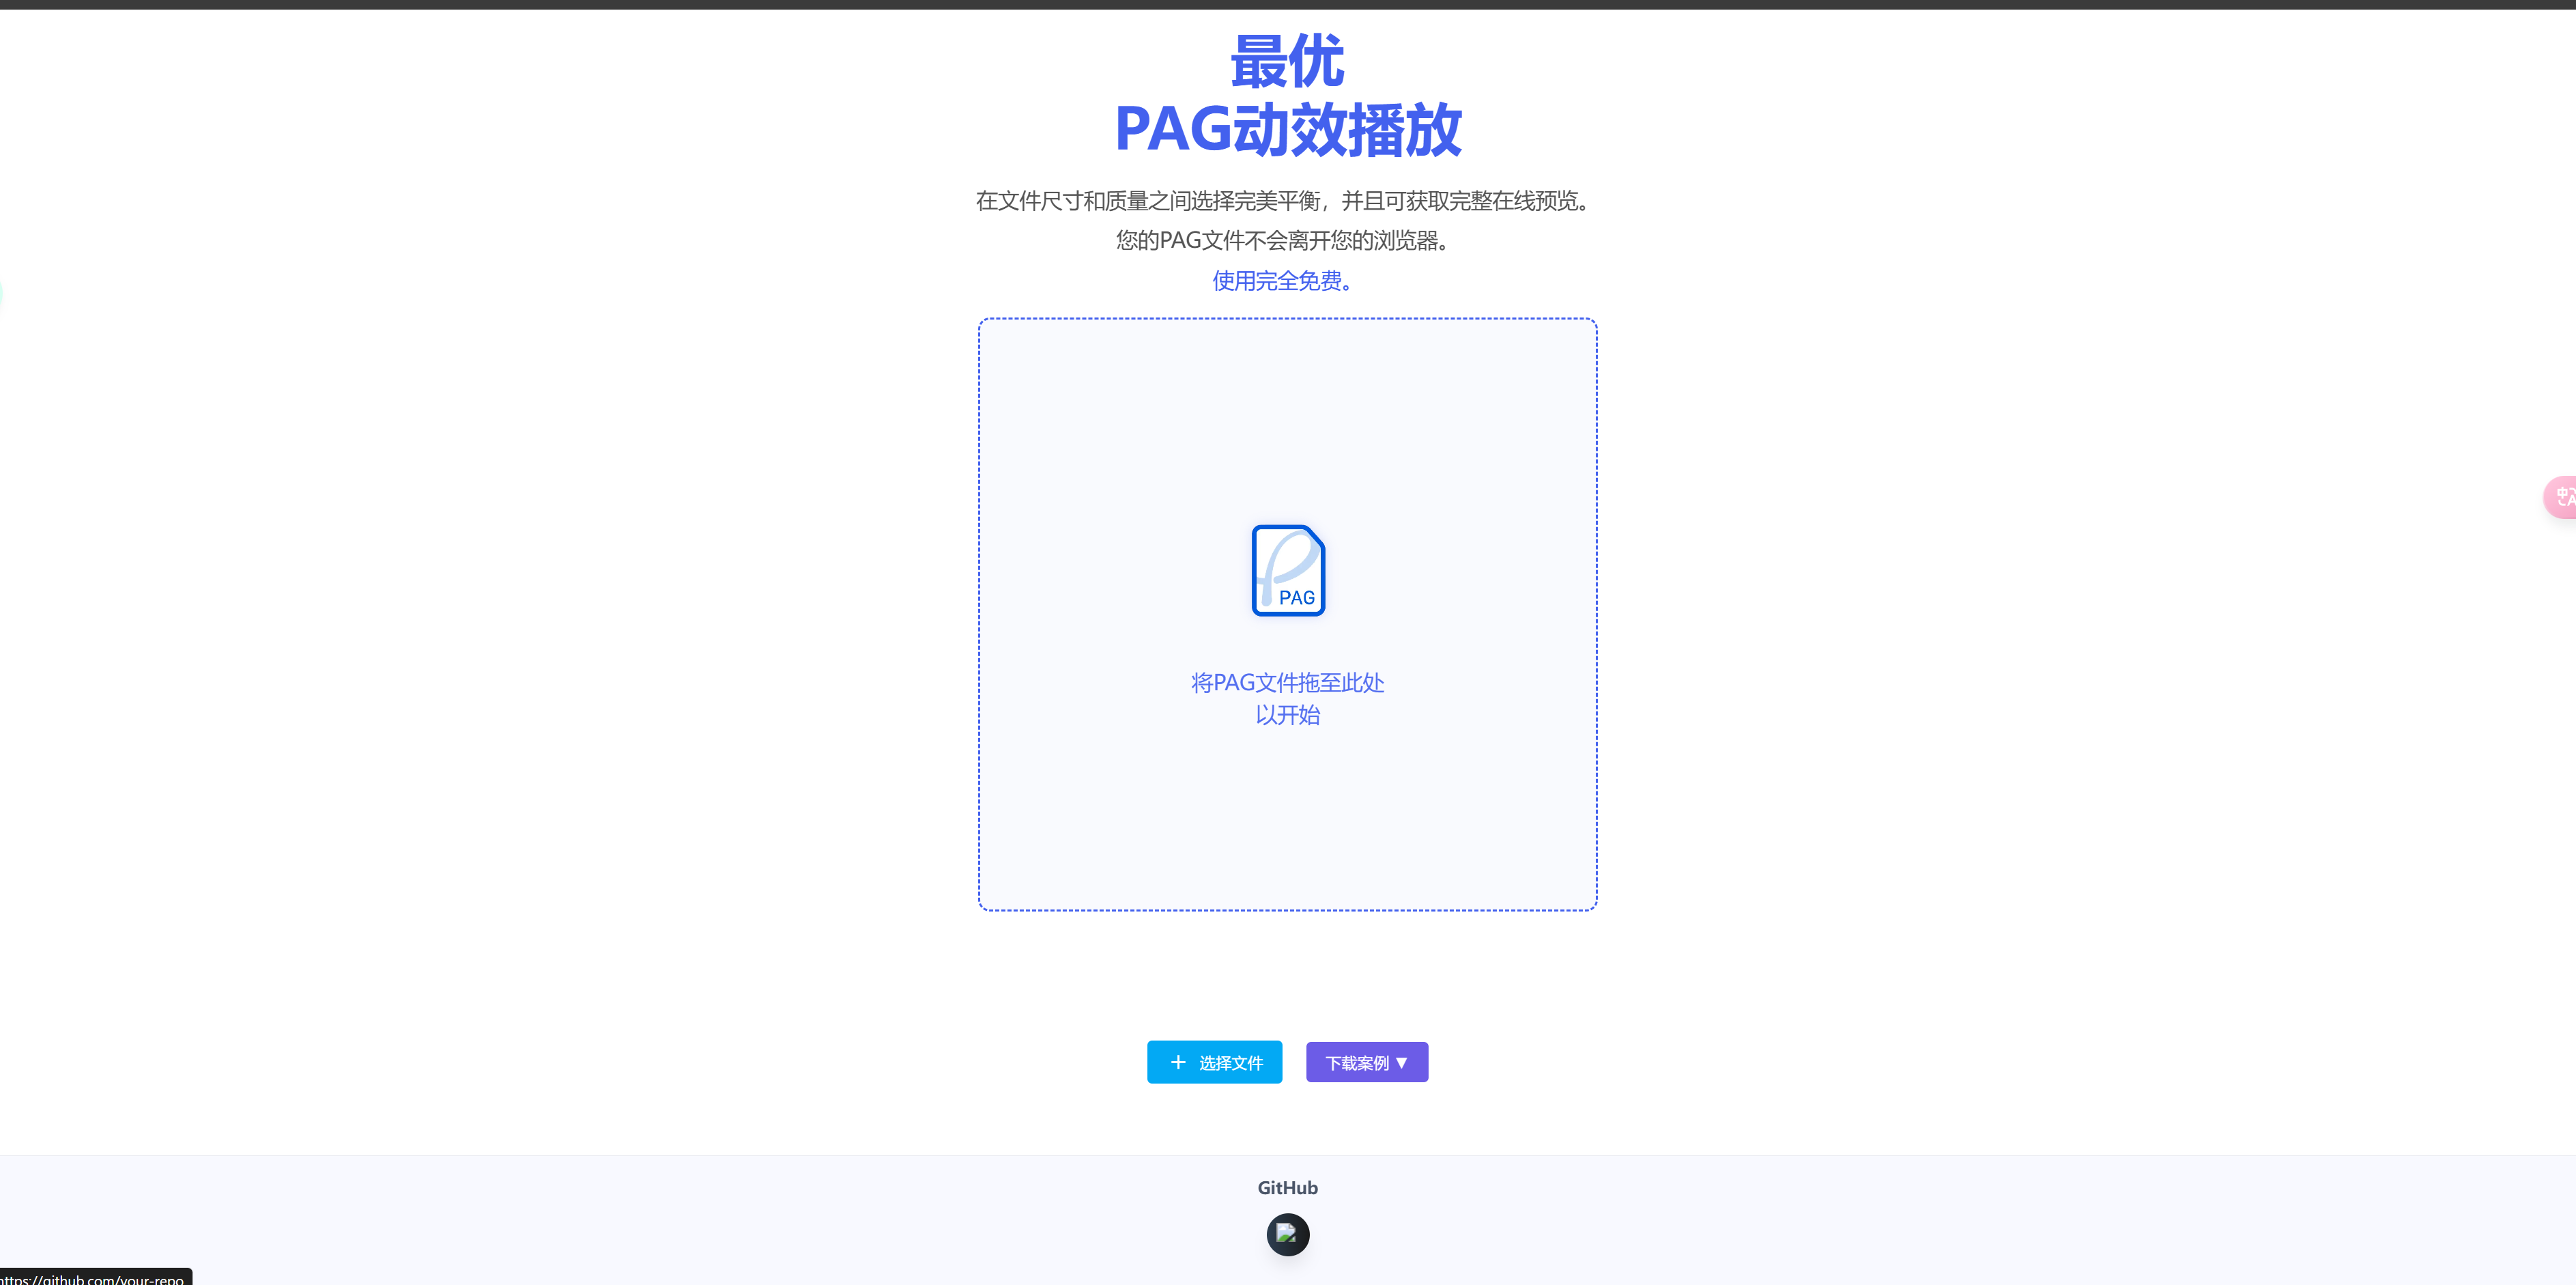 最优
PAG动效播放
在文件尺寸和质量之间选择完美平衡，并且可获取完整在线预览。
您的PAG文件不会离开您的浏览器。
使用完全免费。
PAG
将PAG文件拖至此处
以开始
+ 选择文件
下载案例 ▼
GitHub
https://github.com/your-repo